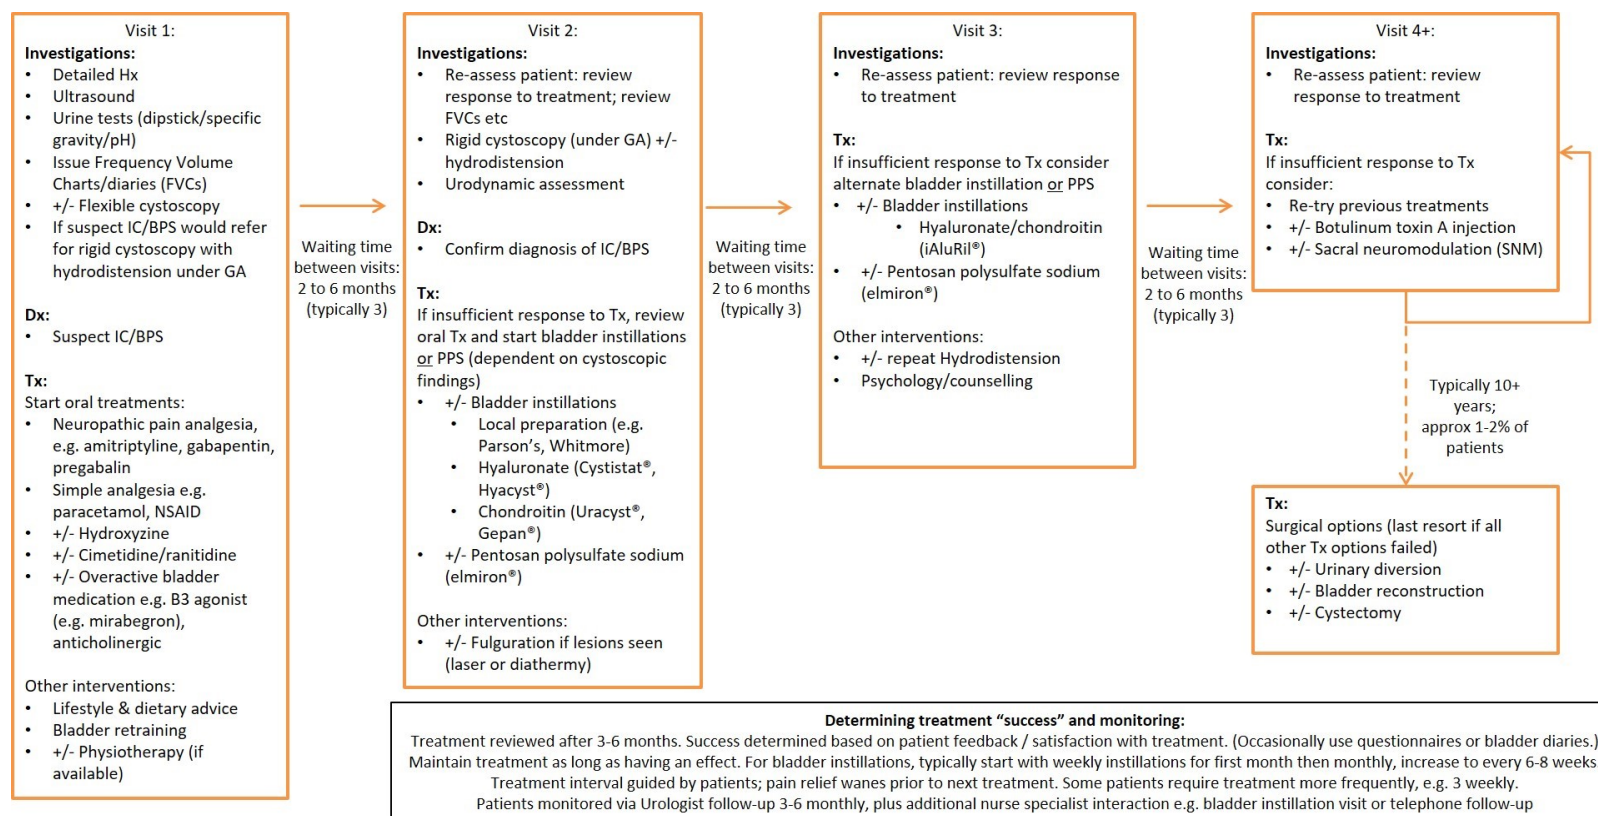 Visit 1:
Investigations:
• Detailed Hx
• Ultrasound
• Urine tests (dipstick/specific
gravity/pH)
• Issue Frequency Volume
Charts/diaries (FVCs)
• +/- Flexible cystoscopy
• If suspect IC/BPS would refer
for rigid cystoscopy with
hydrodistension under GA
Dx:
• Suspect IC/BPS
Tx:
Start oral treatments:
• Neuropathic pain analgesia,
e.g. amitriptyline, gabapentin,
pregabalin
• Simple analgesia e.g.
paracetamol, NSAID
• +/- Hydroxyzine
• +/- Cimetidine/ranitidine
• +/- Overactive bladder
medication e.g. B3 agonist
(e.g. mirabegron),
anticholinergic
Other interventions:
• Lifestyle & dietary advice
• Bladder retraining
• +/- Physiotherapy (if
available)
Waiting time
between visits:
2 to 6 months
(typically 3)
Visit 2:
Investigations:
• Re-assess patient: review
response to treatment; review
FVCs etc
• Rigid cystoscopy (under GA) +/-
hydrodistension
• Urodynamic assessment
Dx:
• Confirm diagnosis of IC/BPS
Tx:
If insufficient response to Tx, review
oral Tx and start bladder instillations
or PPS (dependent on cystoscopic
findings)
• +/- Bladder instillations
• Local preparation (e.g.
Parson's, Whitmore)
• Hyaluronate (Cystistat®,
Hyacyst®)
• Chondroitin (Uracyst®,
Gepan®)
• +/- Pentosan polysulfate sodium
(elmiron®)
Other interventions:
• +/- Fulguration if lesions seen
(laser or diathermy)
Waiting time
between visits:
2 to 6 months
(typically 3)
Visit 3:
Investigations:
• Re-assess patient: review response
to treatment
Tx:
If insufficient response to Tx consider
alternate bladder instillation or PPS
• +/- Bladder instillations
• Hyaluronate/chondroitin
(iAluRil®)
• +/- Pentosan polysulfate sodium
(elmiron®)
Other interventions:
• +/- repeat Hydrodistension
• Psychology/counselling
Waiting time
between visits:
2 to 6 months
(typically 3)
Visit 4+:
Investigations:
• Re-assess patient: review
response to treatment
Tx:
If insufficient response to Tx
consider:
• Re-try previous treatments
• +/- Botulinum toxin A injection
• +/- Sacral neuromodulation (SNM)
Typically 10+
years;
approx 1-2% of
patients
Tx:
Surgical options (last resort if all
other Tx options failed)
• +/- Urinary diversion
• +/- Bladder reconstruction
• +/- Cystectomy
Determining treatment “success” and monitoring:
Treatment reviewed after 3-6 months. Success determined based on patient feedback / satisfaction with treatment. (Occasionally use questionnaires or bladder diaries.)
Maintain treatment as long as having an effect. For bladder instillations, typically start with weekly instillations for first month then monthly, increase to every 6-8 weeks.
Treatment interval guided by patients; pain relief wanes prior to next treatment. Some patients require treatment more frequently, e.g. 3 weekly.
Patients monitored via Urologist follow-up 3-6 monthly, plus additional nurse specialist interaction e.g. bladder instillation visit or telephone follow-up